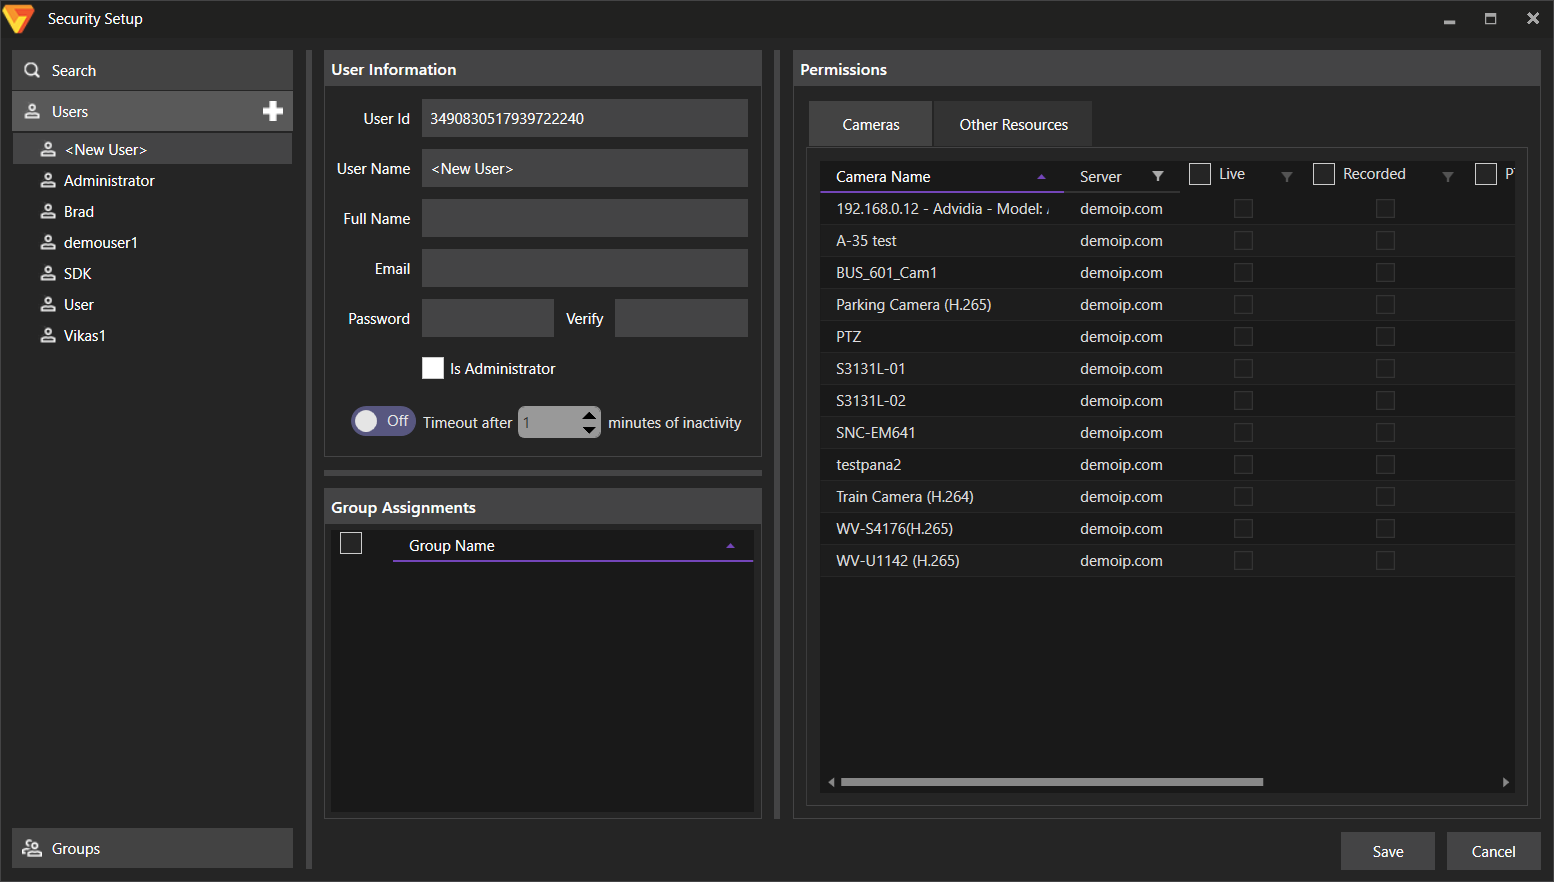 Security Setup
Search
Users
<New User>
Administrator
Brad
demouser1
SDK
User
Vikas1
Groups
User Information
User Id 3490830517939722240
User Name <New User>
Full Name
Email
Password Verify
Is Administrator
Off Timeout after 1 minutes of inactivity
Group Assignments
Group Name
Permissions
Cameras Other Resources
Camera Name Server Live Recorded
192.168.0.12 - Advidia - Model: demoip.com
A-35 test demoip.com
BUS_601_Cam1 demoip.com
Parking Camera (H.265) demoip.com
PTZ demoip.com
S3131L-01 demoip.com
S3131L-02 demoip.com
SNC-EM641 demoip.com
testpana2 demoip.com
Train Camera (H.264) demoip.com
WV-S4176(H.265) demoip.com
WV-U1142 (H.265) demoip.com
Save Cancel